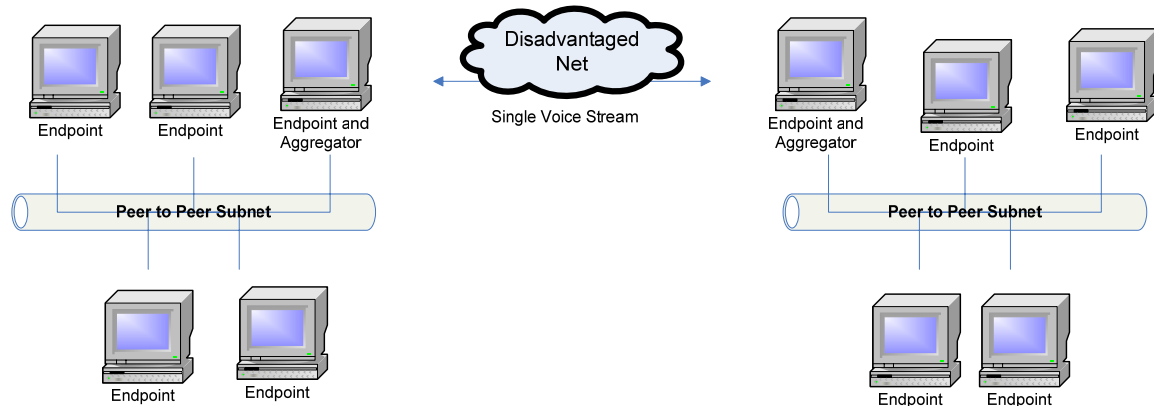 Disadvantaged
Net
Single Voice Stream
Endpoint
Endpoint
Endpoint and
Aggregator
Peer to Peer Subnet
Endpoint
Endpoint
Endpoint and
Aggregator
Endpoint
Endpoint
Peer to Peer Subnet
Endpoint
Endpoint